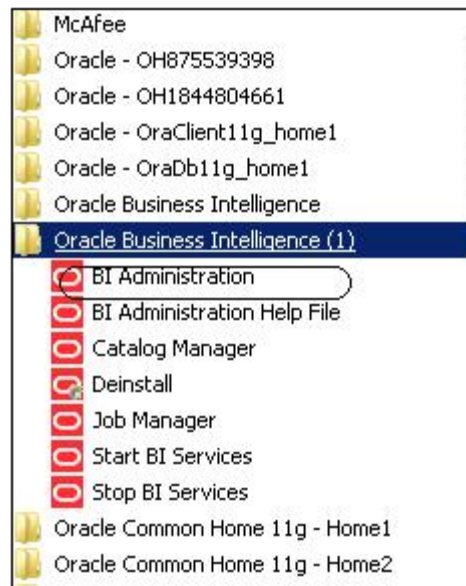 McAfee
Oracle - OH875539398
Oracle - OH1844804661
Oracle - OraClient11g_home1
Oracle - OraDb11g_home1
Oracle Business Intelligence
Oracle Business Intelligence (1)
BI Administration
BI Administration Help File
Catalog Manager
Deinstall
Job Manager
Start BI Services
Stop BI Services
Oracle Common Home 11g - Home1
Oracle Common Home 11g - Home2